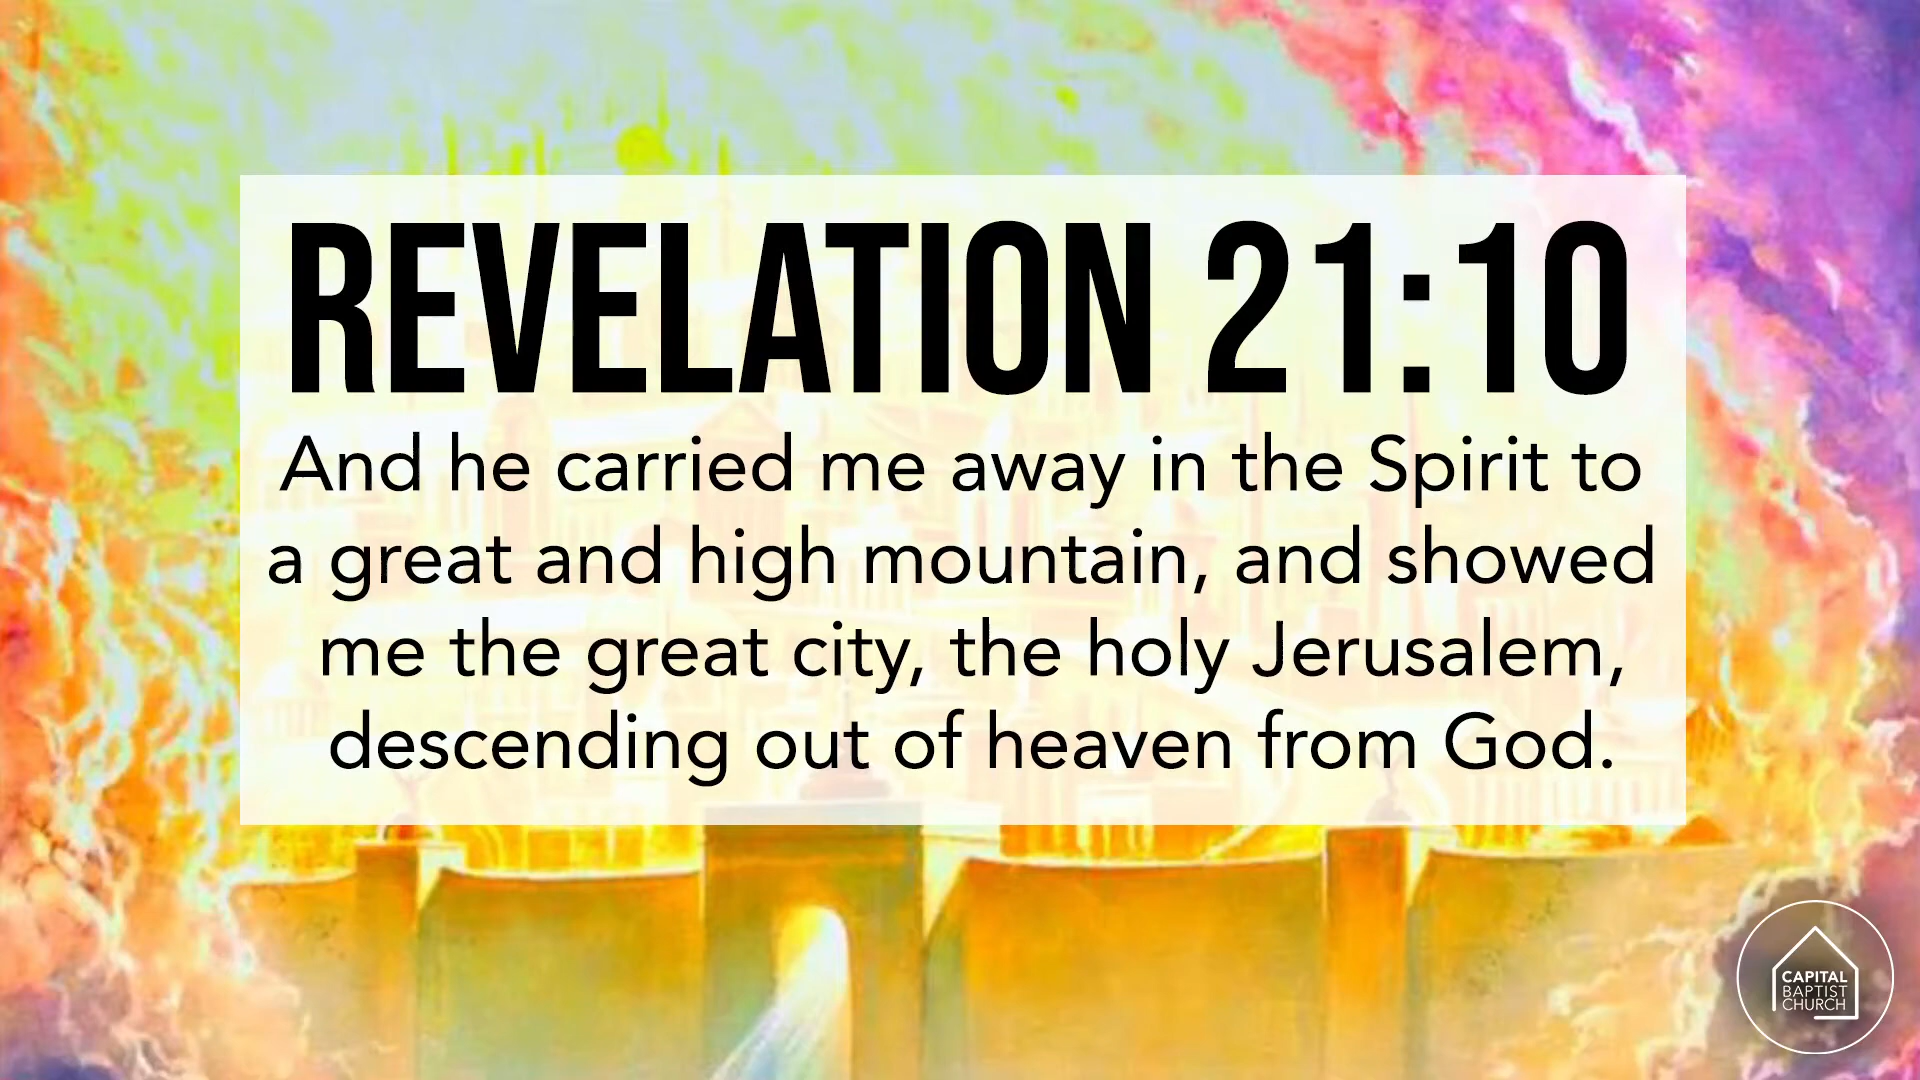 REVELATION 21:10
And he carried me away in the Spirit to
a great and high mountain, and showed
me the great city, the holy Jerusalem,
descending out of heaven from God.
CAPITAL
BAPTIST
CHURCH